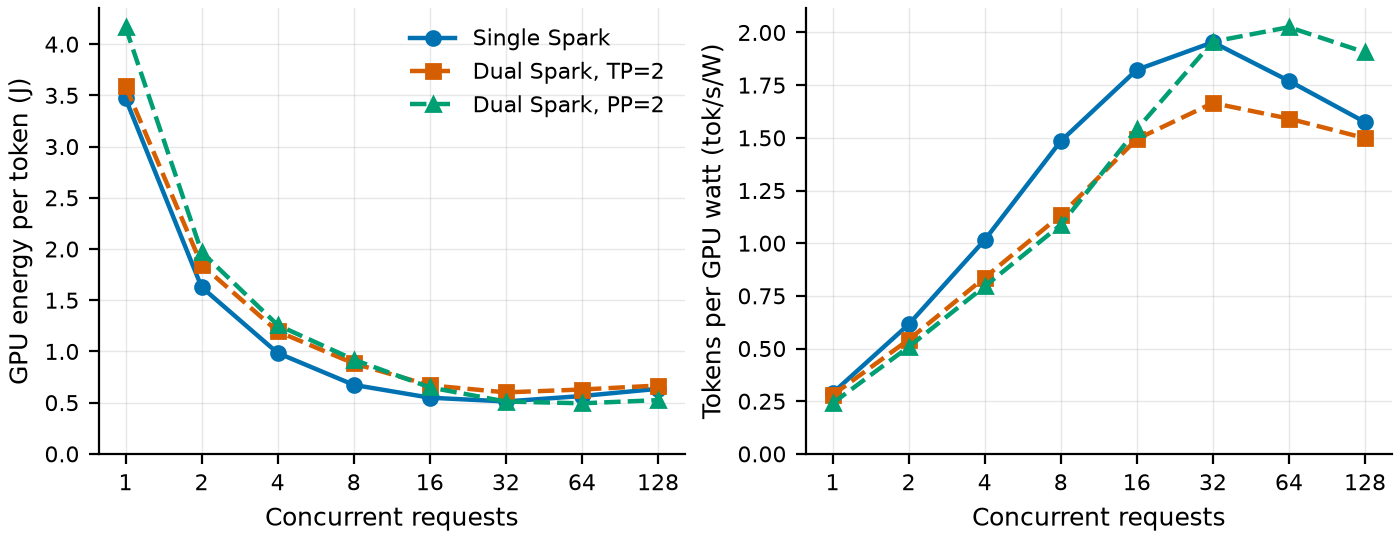 GPU energy per token (J)
4.0
3.5
3.0
2.5
2.0
1.5
1.0
0.5
0.0
Single Spark
Dual Spark, TP=2
Dual Spark, PP=2
1 2 4 8 16 32 64 128
Concurrent requests
Tokens per GPU watt (tok/s/W)
2.00
1.75
1.50
1.25
1.00
0.75
0.50
0.25
0.00
1 2 4 8 16 32 64 128
Concurrent requests